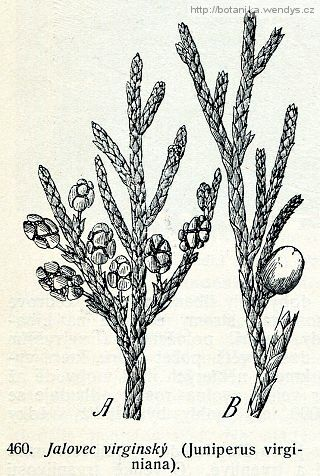 http://botanika.wendys.cz
A B
460. Jalovec virginský (Juniperus virgi-
niana).